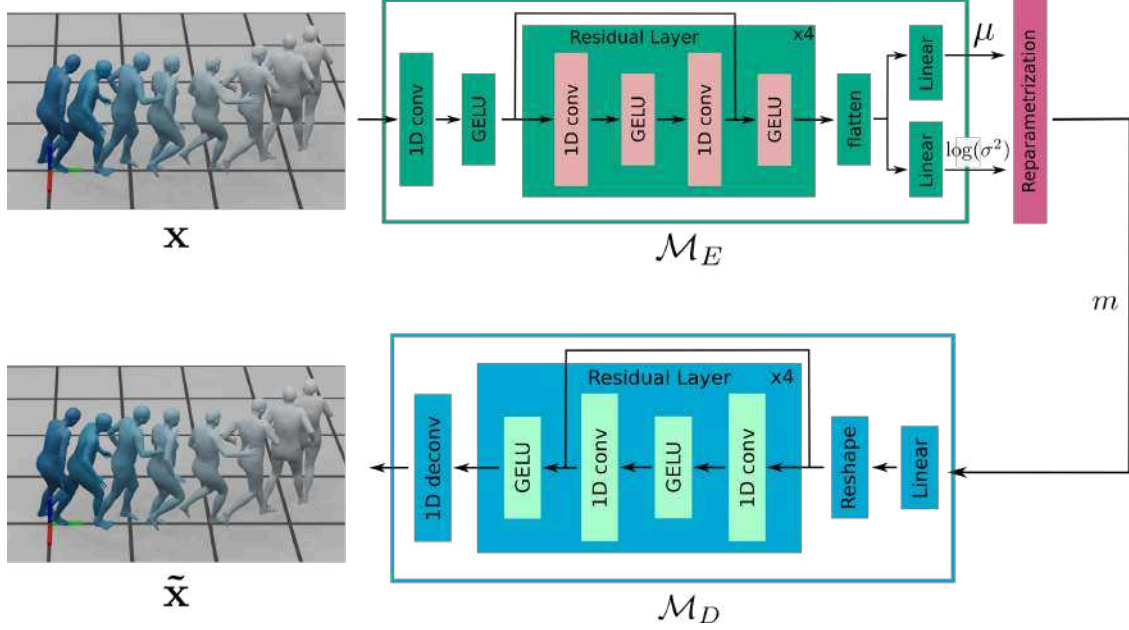 Residual Layer x4
1D conv
GELU
1D conv
GELU
1D conv
GELU
flatten
Linear
Linear
μ
log(σ²)
Reparametrization
x
M_E
m
Residual Layer x4
1D deconv
GELU
1D conv
GELU
1D conv
Reshape
Linear
x̃
M_D